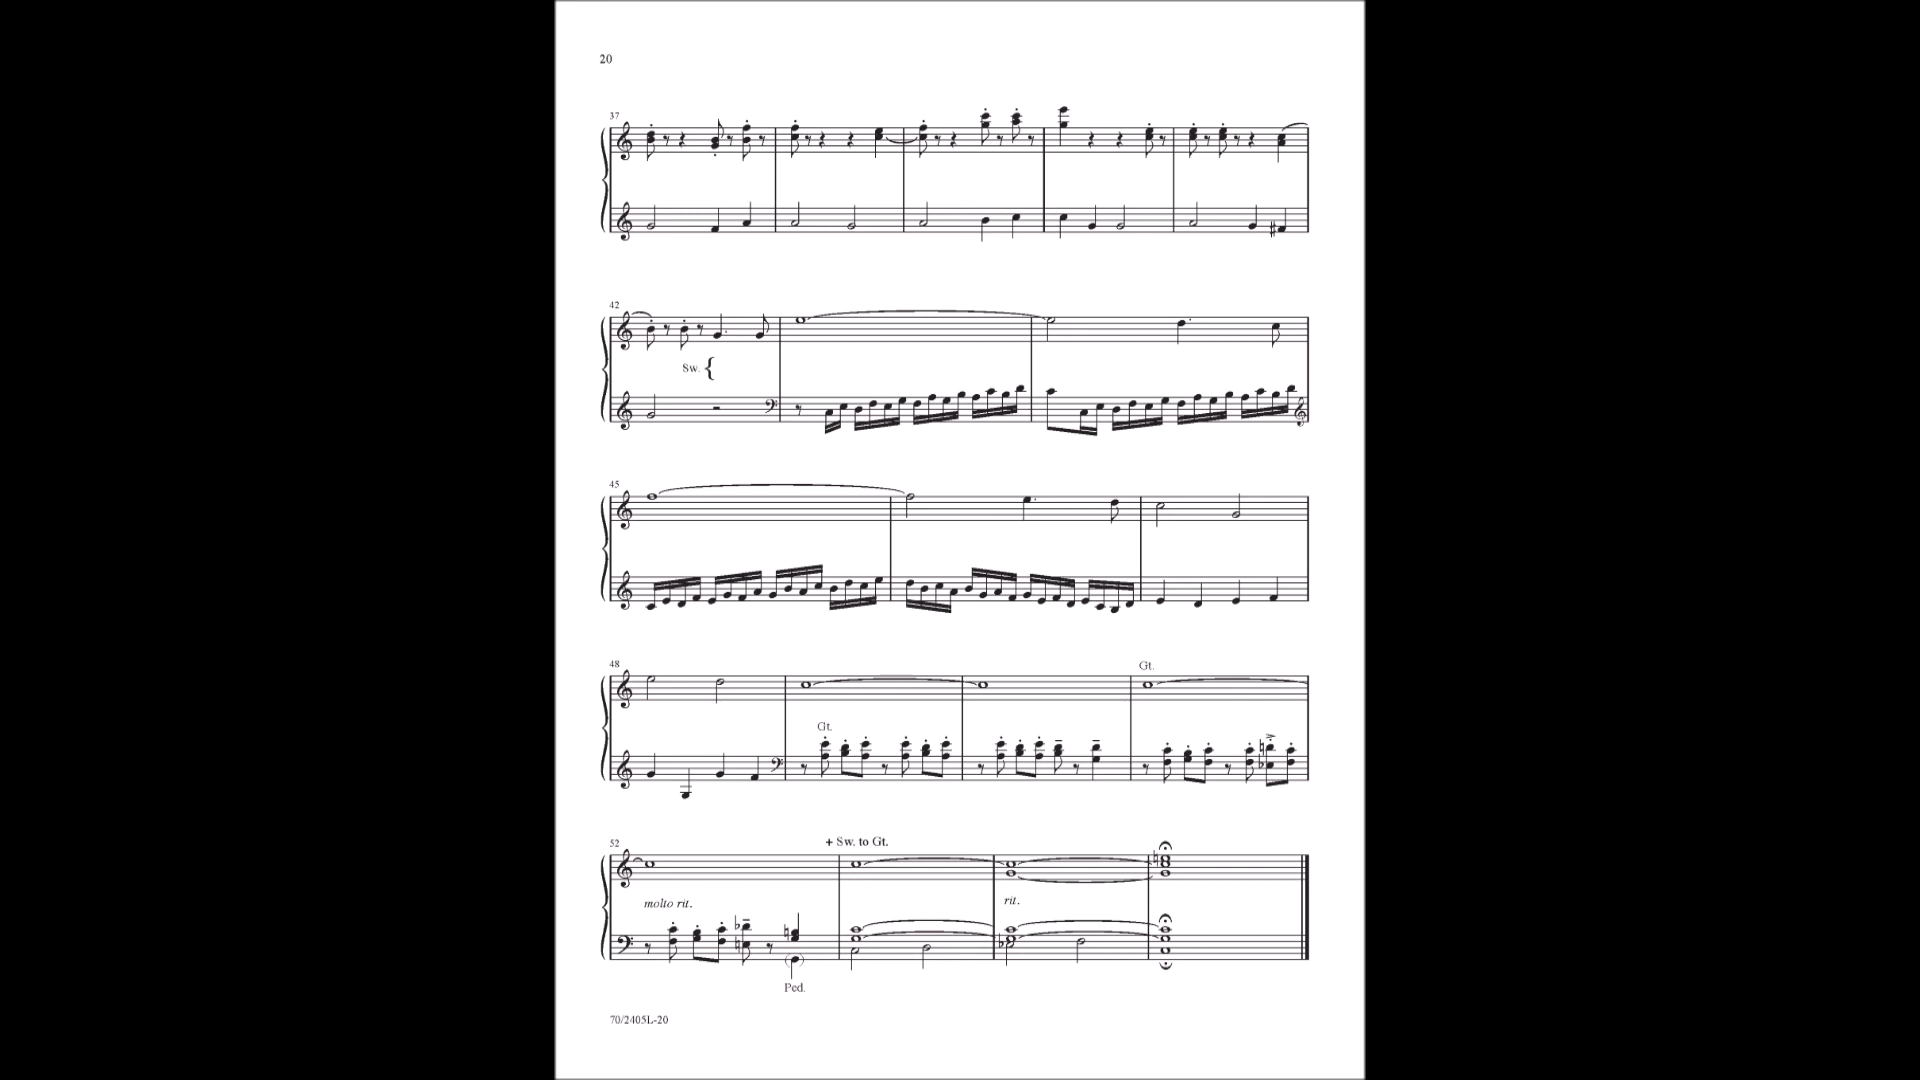 20
37
42
Sw.
45
48
Gt.
Gt.
52
+ Sw. to Gt.
molto rit.
rit.
Ped.
70/2405L-20